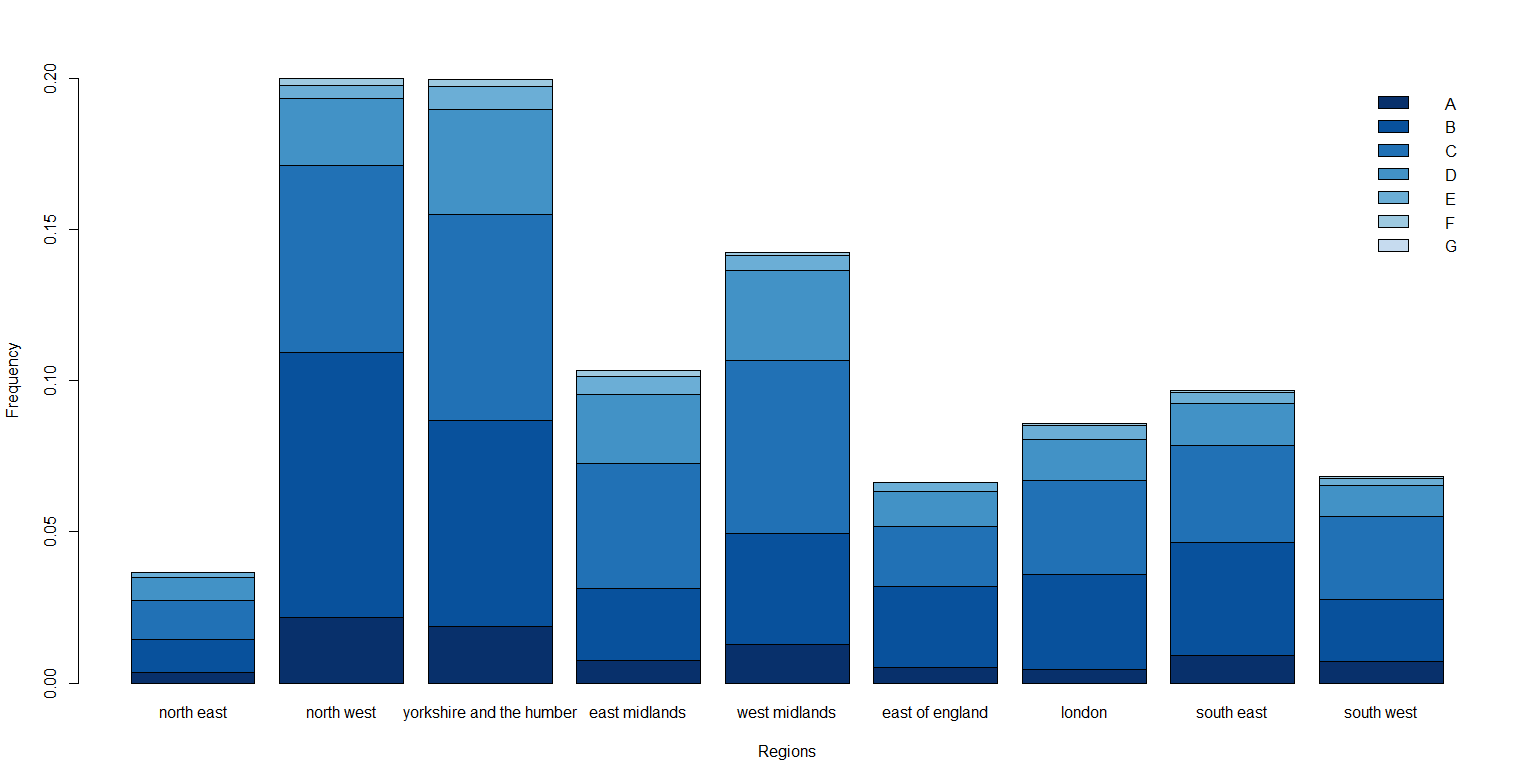 Frequency
0.20
0.15
0.10
0.05
0.00
A
B
C
D
E
F
G
north east north west yorkshire and the humber east midlands west midlands east of england london south east south west
Regions